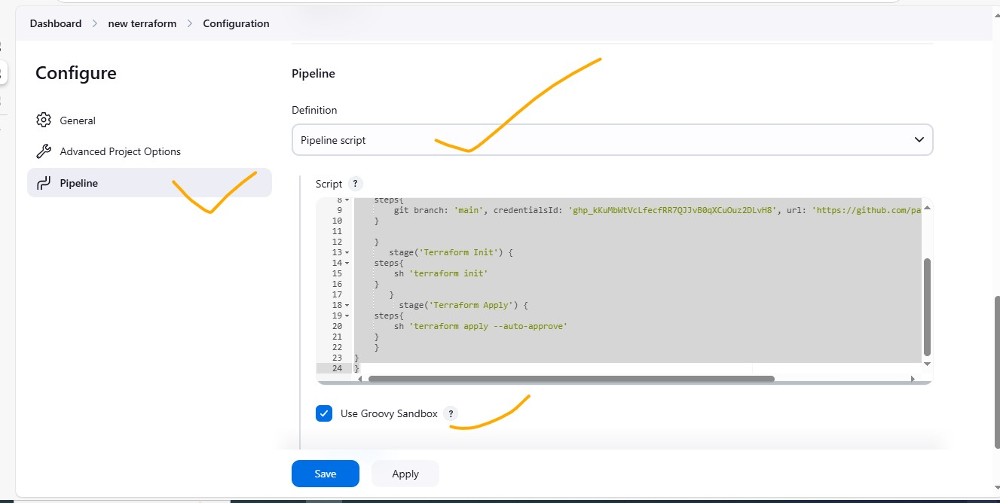 Dashboard > new terraform > Configuration
Configure
General
Advanced Project Options
Pipeline
Pipeline
Definition
Pipeline script
Script ?
8 steps{
9 git branch: 'main', credentialsId: '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', url: 'https://github.com/pa
10 }
11
12 }
13 stage('Terraform Init') {
14 steps{
15 sh 'terraform init'
16 }
17 }
18 stage('Terraform Apply') {
19 steps{
20 sh 'terraform apply --auto-approve'
21 }
22 }
23 }
24 }
Use Groovy Sandbox ?
Save Apply